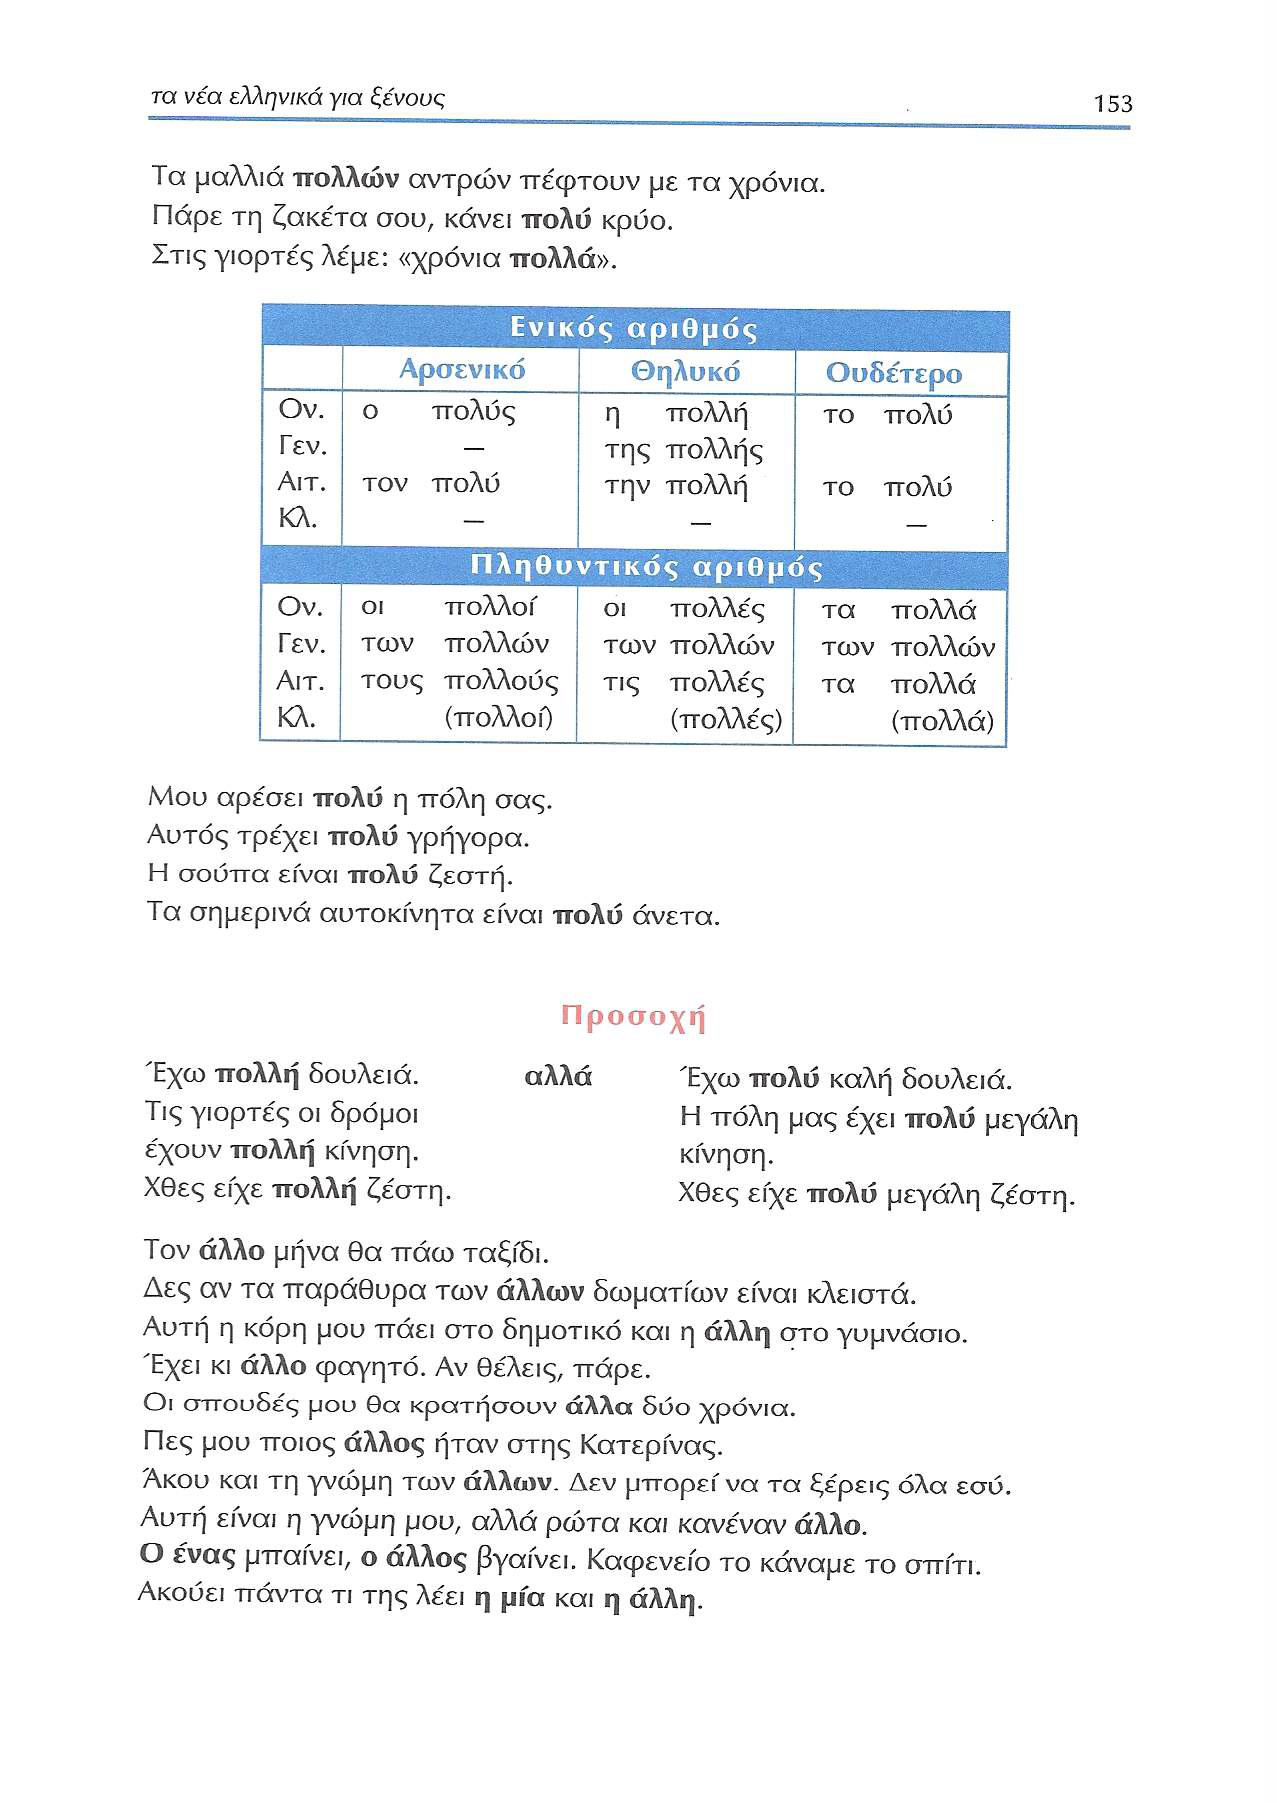 τα νέα ελληνικά για ξένους 153
Τα μαλλιά πολλών αντρών πέφτουν με τα χρόνια.
Πάρε τη ζακέτα σου, κάνει πολύ κρύο.
Στις γιορτές λέμε: «χρόνια πολλά».
Ενικός αριθμός
Αρσενικό Θηλυκό Ουδέτερο
Ον. ο πολύς η πολλή το πολύ
Γεν. – της πολλής
Αιτ. τον πολύ την πολλή το πολύ
Κλ. – – –
Πληθυντικός αριθμός
Ον. οι πολλοί οι πολλές τα πολλά
Γεν. των πολλών των πολλών των πολλών
Αιτ. τους πολλούς τις πολλές τα πολλά
Κλ. (πολλοί) (πολλές) (πολλά)
Μου αρέσει πολύ η πόλη σας.
Αυτός τρέχει πολύ γρήγορα.
Η σούπα είναι πολύ ζεστή.
Τα σημερινά αυτοκίνητα είναι πολύ άνετα.
Προσοχή
Έχω πολλή δουλειά. αλλά Έχω πολύ καλή δουλειά.
Τις γιορτές οι δρόμοι Η πόλη μας έχει πολύ μεγάλη
έχουν πολλή κίνηση. κίνηση.
Χθες είχε πολλή ζέστη. Χθες είχε πολύ μεγάλη ζέστη.
Τον άλλο μήνα θα πάω ταξίδι.
Δες αν τα παράθυρα των άλλων δωματίων είναι κλειστά.
Αυτή η κόρη μου πάει στο δημοτικό και η άλλη στο γυμνάσιο.
Έχει κι άλλο φαγητό. Αν θέλεις, πάρε.
Οι σπουδές μου θα κρατήσουν άλλα δύο χρόνια.
Πες μου ποιος άλλος ήταν στης Κατερίνας.
Άκου και τη γνώμη των άλλων. Δεν μπορεί να τα ξέρεις όλα εσύ.
Αυτή είναι η γνώμη μου, αλλά ρώτα και κανέναν άλλο.
Ο ένας μπαίνει, ο άλλος βγαίνει. Καφενείο το κάναμε το σπίτι.
Ακούει πάντα τι της λέει η μία και η άλλη.